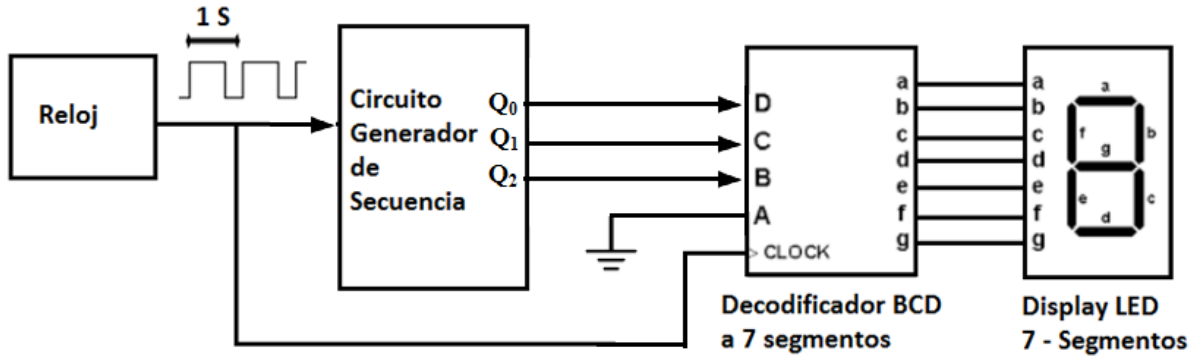 1 S
Reloj
Circuito
Generador
de
Secuencia
Q0
Q1
Q2
D
C
B
A
CLOCK
a
b
c
d
e
f
g
a
b
c
d
e
f
g
a
f
b
g
e
c
d
Decodificador BCD
a 7 segmentos
Display LED
7 - Segmentos